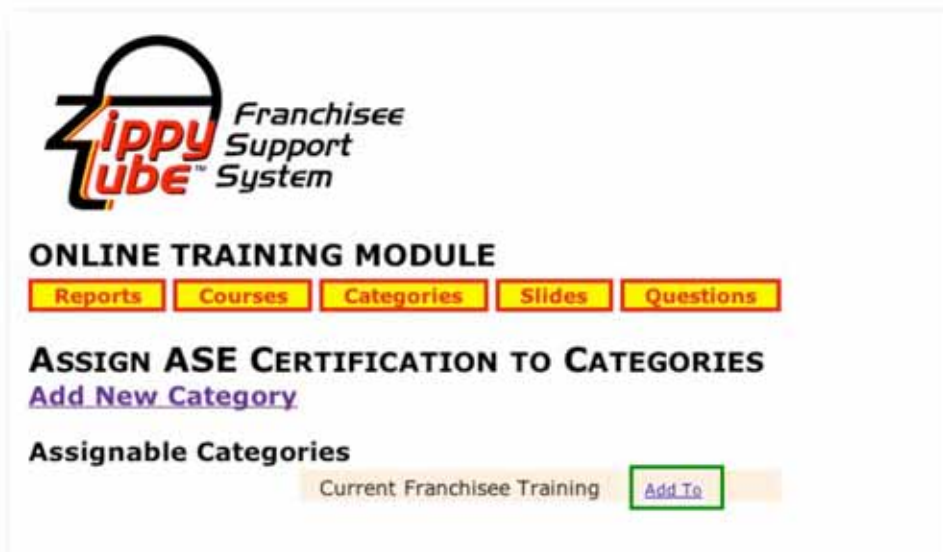 Zippy Lube™
Franchisee
Support
System
ONLINE TRAINING MODULE
Reports Courses Categories Slides Questions
ASSIGN ASE CERTIFICATION TO CATEGORIES
Add New Category
Assignable Categories
Current Franchisee Training Add To